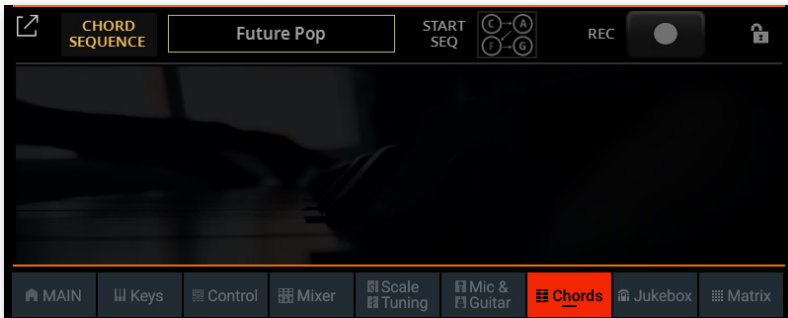 CHORD
SEQUENCE
Future Pop
START
SEQ
C
A
F
G
REC
MAIN
Keys
Control
Mixer
Scale
Tuning
Mic &
Guitar
Chords
Jukebox
Matrix